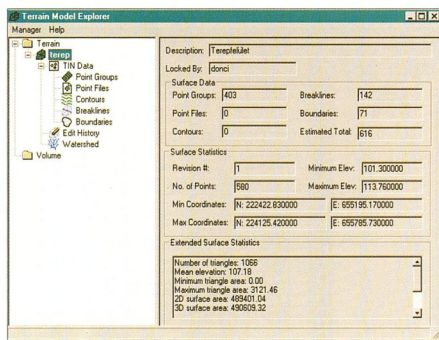 Terrain Model Explorer
Manager Help
Terrain
terep
TIN Data
Point Groups
Point Files
Contours
Breaklines
Boundaries
Edit History
Watershed
Volume
Description: Terepfelület
Locked By: donci
Surface Data
Point Groups: 403 Breaklines: 142
Point Files: 0 Boundaries: 71
Contours: 0 Estimated Total: 616
Surface Statistics
Revision #: 1 Minimum Elev: 101.300000
No. of Points: 580 Maximum Elev: 113.760000
Min Coordinates: N: 222422.830000 E: 655195.170000
Max Coordinates: N: 224125.420000 E: 655785.730000
Extended Surface Statistics
Number of triangles: 1066
Mean elevation: 107.18
Minimum triangle area: 0.00
Maximum triangle area: 3121.46
2D surface area: 489401.04
3D surface area: 490609.32